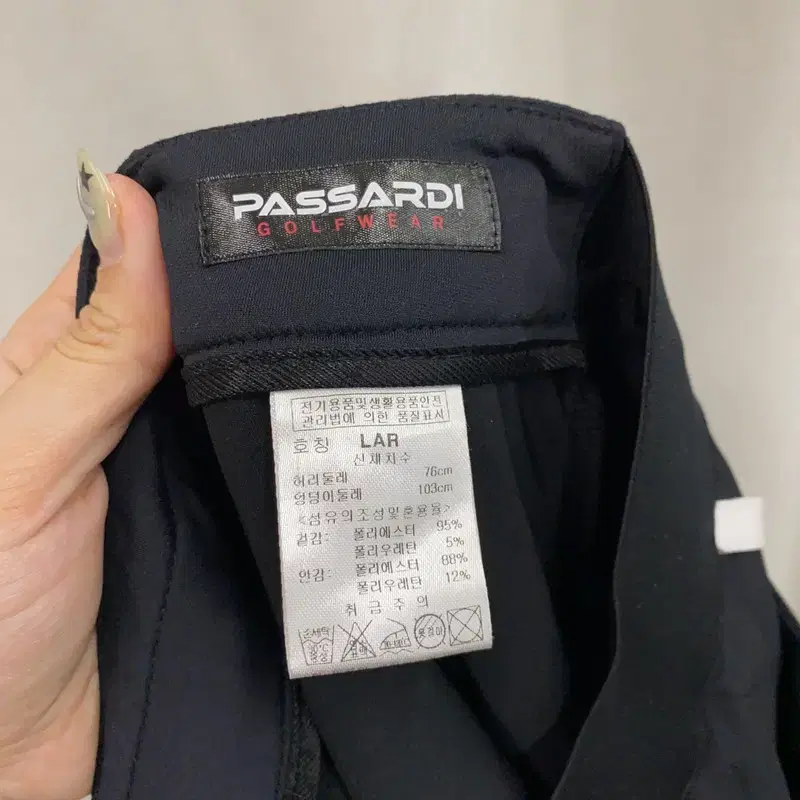 PASSARDI
GOLFWEAR
전기용품및생활용품안전
관리법에 의한 품질표시
호칭 LAR
신체치수
허리둘레 76cm
엉덩이둘레 103cm
<섬유의조성및혼용율>
겉감: 폴리에스터 95%
폴리우레탄 5%
안감: 폴리에스터 88%
폴리우레탄 12%
취급주의
손세탁